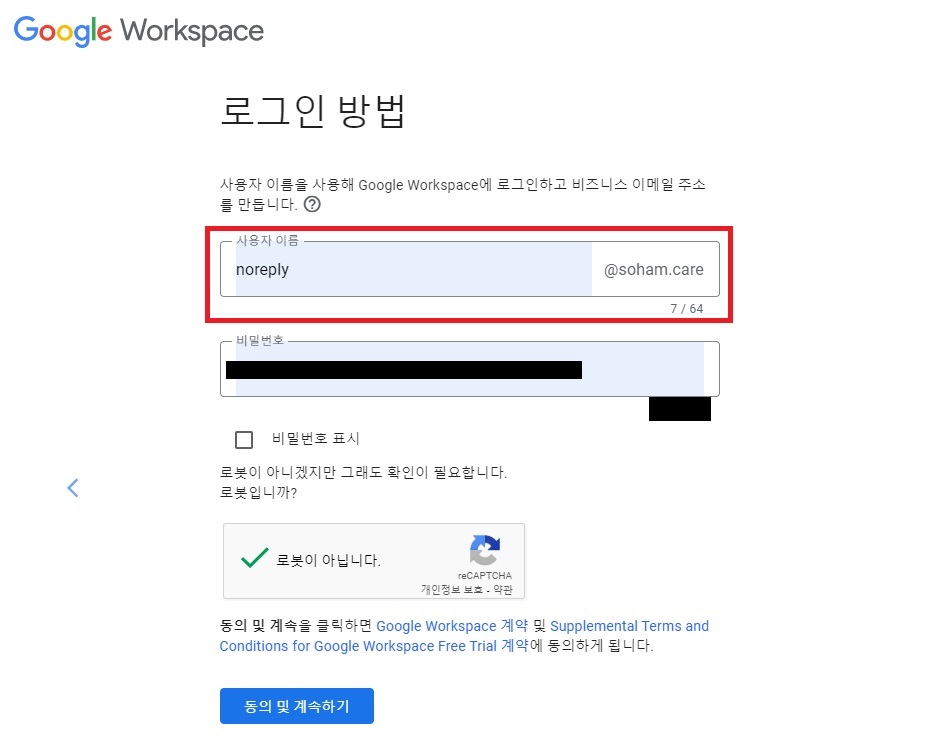 Google Workspace
로그인 방법
사용자 이름을 사용해 Google Workspace에 로그인하고 비즈니스 이메일 주소
를 만듭니다.
사용자 이름
noreply @soham.care
7 / 64
비밀번호
비밀번호 표시
로봇이 아니겠지만 그래도 확인이 필요합니다.
로봇입니까?
로봇이 아닙니다.
reCAPTCHA
개인정보 보호 - 약관
동의 및 계속을 클릭하면 Google Workspace 계약 및 Supplemental Terms and
Conditions for Google Workspace Free Trial 계약에 동의하게 됩니다.
동의 및 계속하기